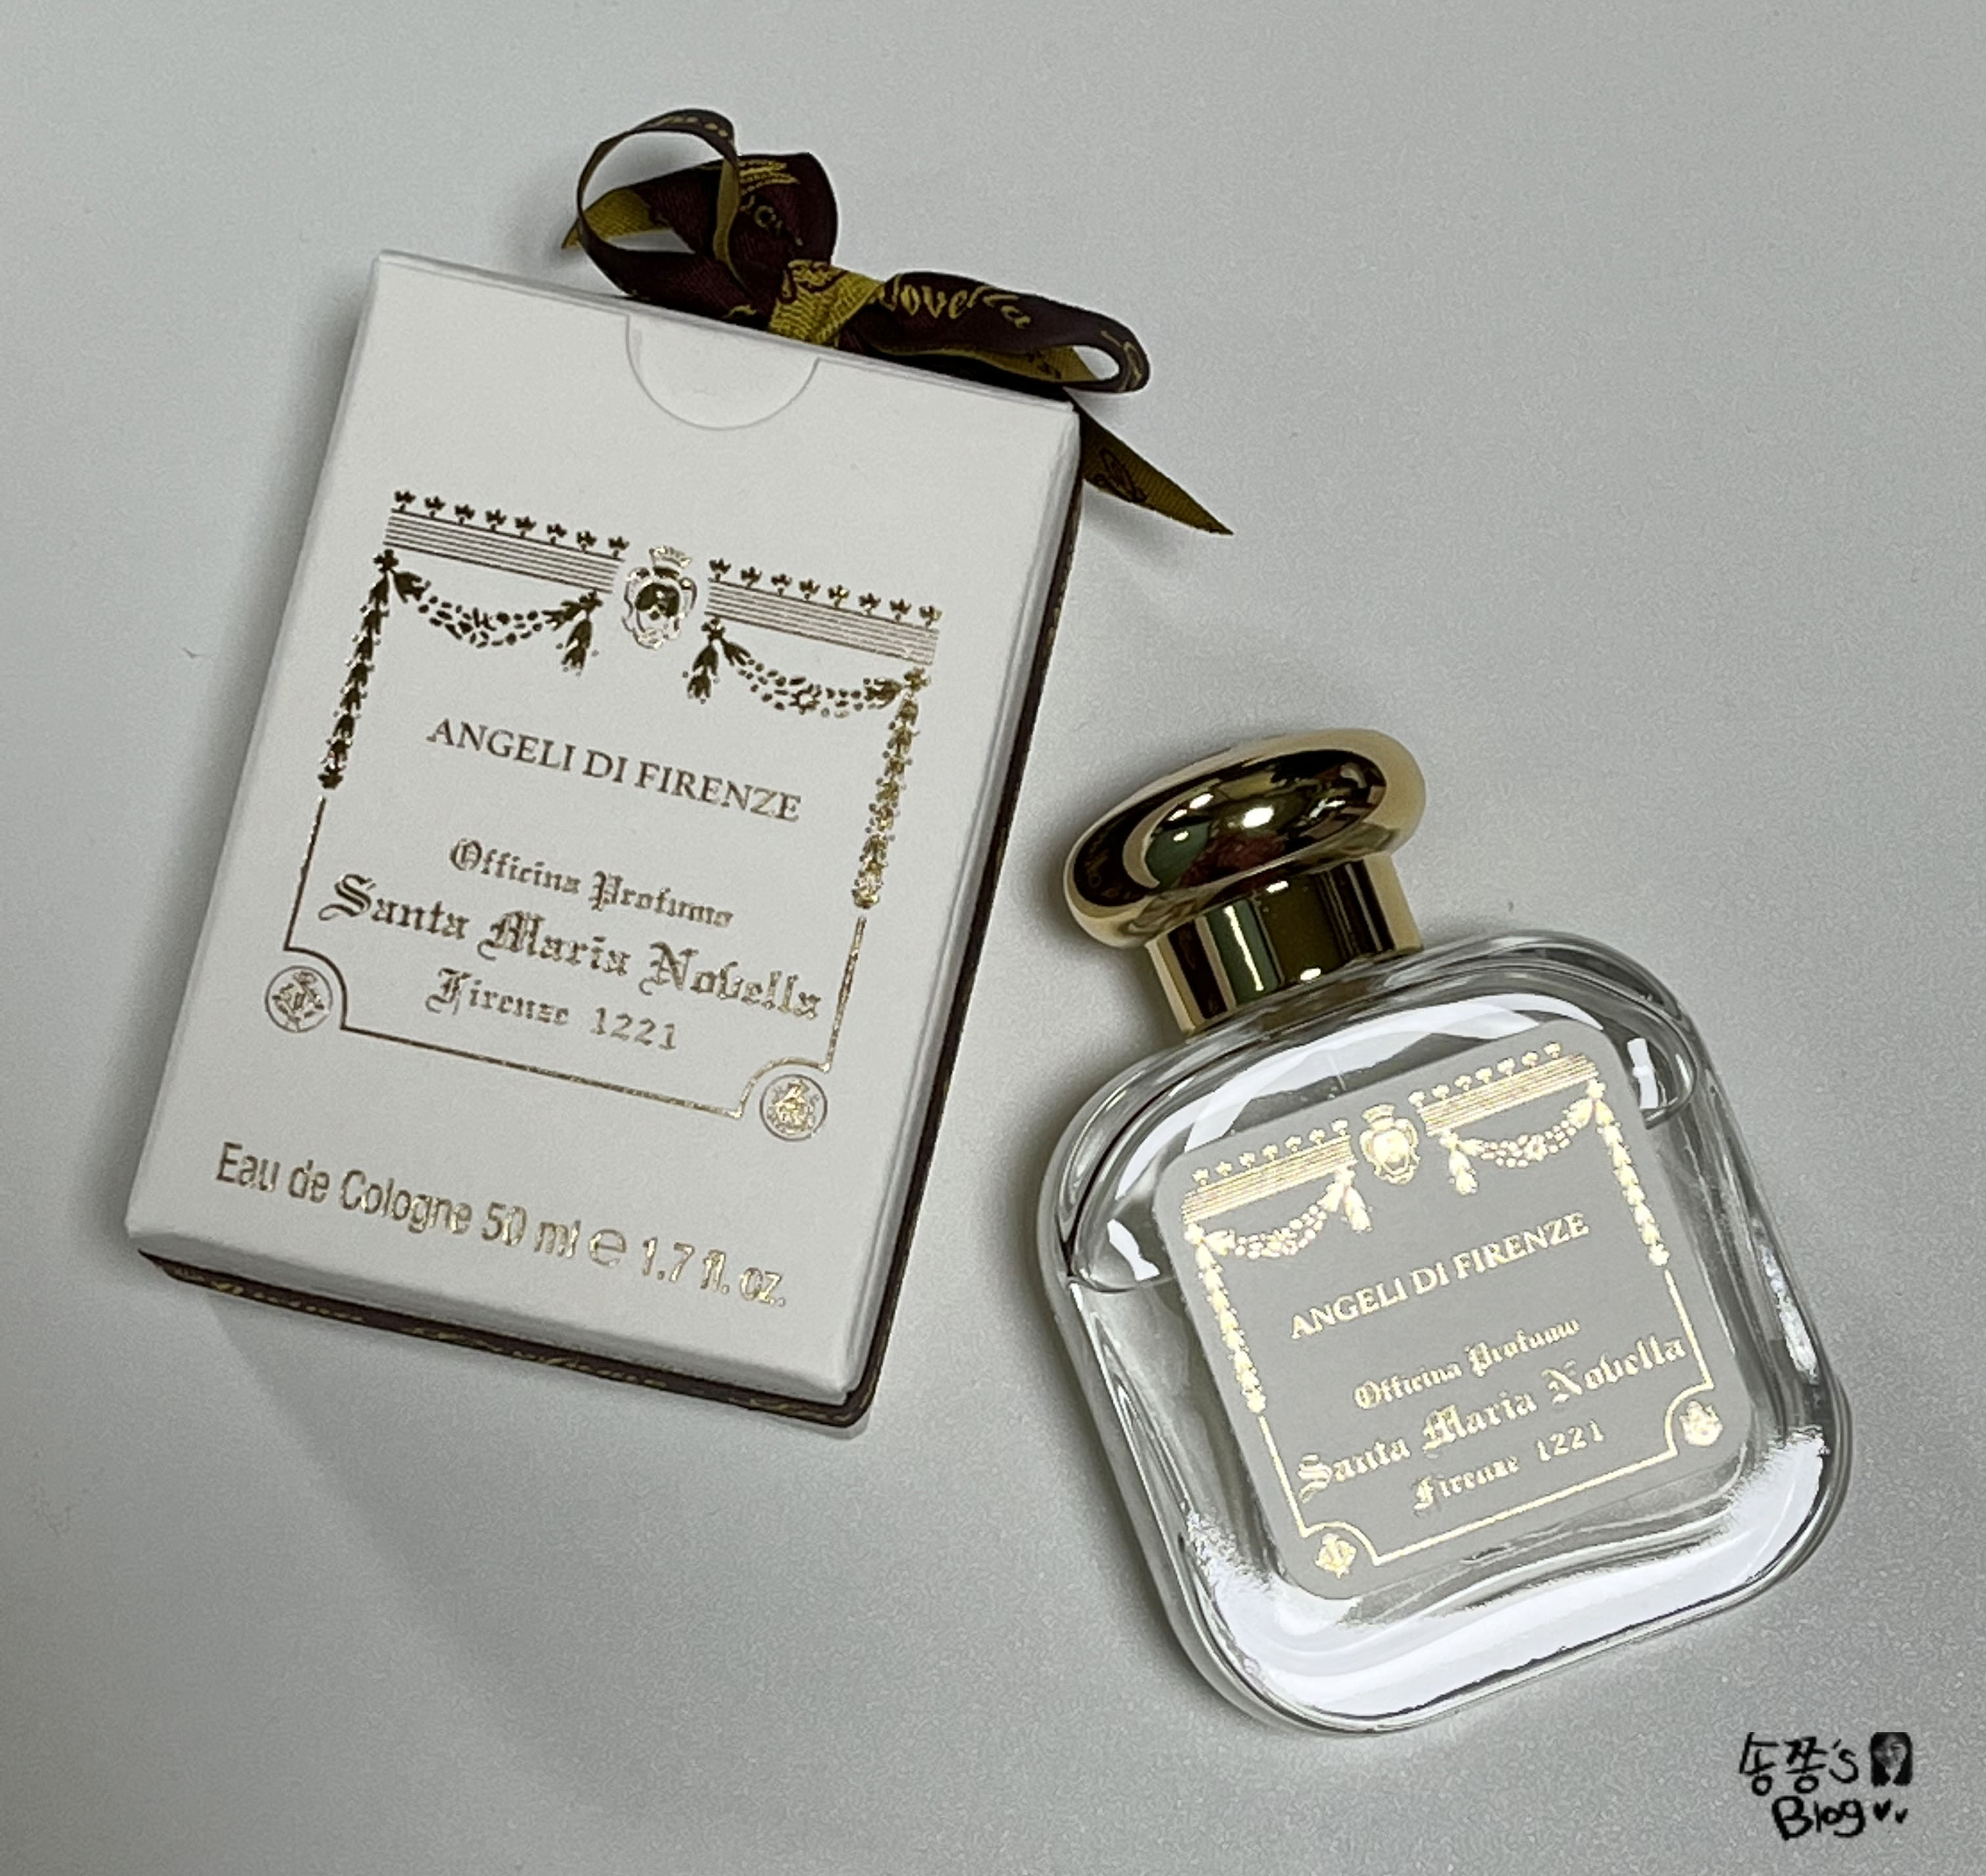 Novella
ANGELI DI FIRENZE
Officina Profumo
Santa Maria Novella
Firenze 1221
Eau de Cologne 50 ml ℮ 1.7 fl. oz.
ANGELI DI FIRENZE
Officina Profumo
Santa Maria Novella
Firenze 1221
송쫑's
Blog